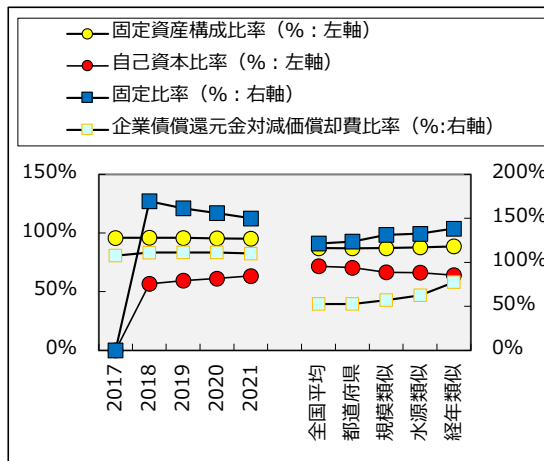 固定資産構成比率（%：左軸）
自己資本比率（%：左軸）
固定比率（%：右軸）
企業債償還元金対減価償却費比率（%:右軸）
150%
100%
50%
0%
200%
150%
100%
50%
0%
2017
2018
2019
2020
2021
全国平均
都道府県
規模類似
水源類似
経年類似